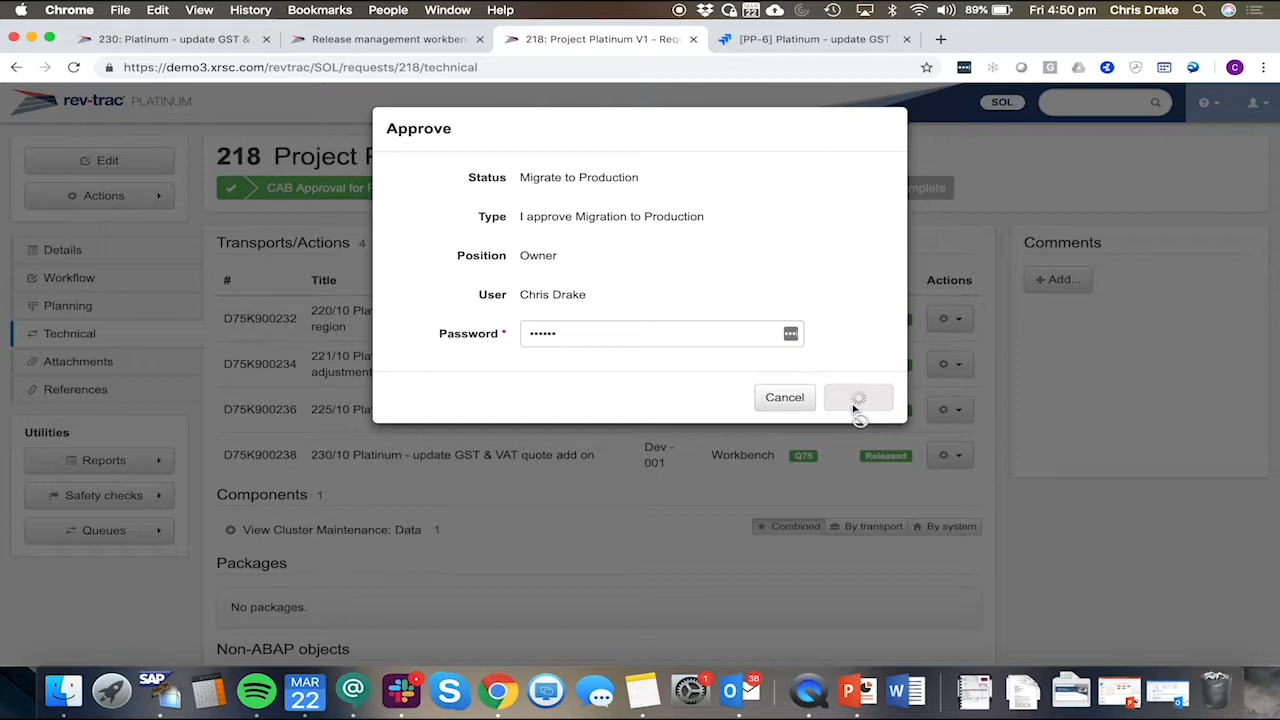 Chrome File Edit View History Bookmarks People Window Help 89% Fri 4:50 pm Chris Drake
230: Platinum - update GST & 
Release management workben
218: Project Platinum V1 - Requ
[PP-6] Platinum - update GST
https://demo3.xrsc.com/revtrac/SOL/requests/218/technical
rev-trac PLATINUM
SOL
Edit
Actions
Details
Workflow
Planning
Technical
Attachments
References
Utilities
Reports
Safety checks
Queues
218 Project
CAB Approval for
Approve
Status Migrate to Production
Type I approve Migration to Production
Position Owner
User Chris Drake
Password * ••••••
Cancel
Transports/Actions 4
# Title Actions
D75K900232 220/10 Pla
region
D75K900234 221/10 Pla
adjustmen
D75K900236 225/10 Pla
D75K900238 230/10 Platinum - update GST & VAT quote add on Dev -
001 Workbench Q75 Released
Components 1
View Cluster Maintenance: Data 1
Combined By transport By system
Packages
No packages.
Non-ABAP objects
Comments
+ Add...
SAP
MAR
22
1
38